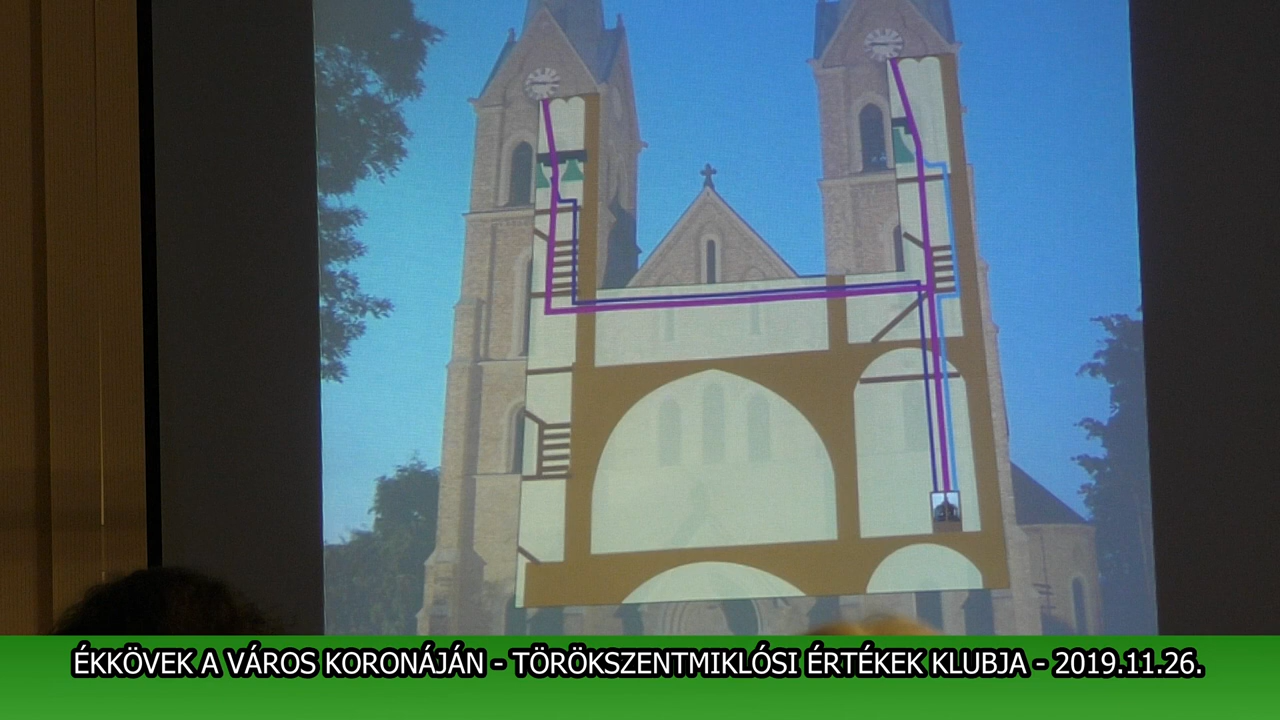 ÉKKÖVEK A VÁROS KORONÁJÁN - TÖRÖKSZENTMIKLÓSI ÉRTÉKEK KLUBJA - 2019.11.26.